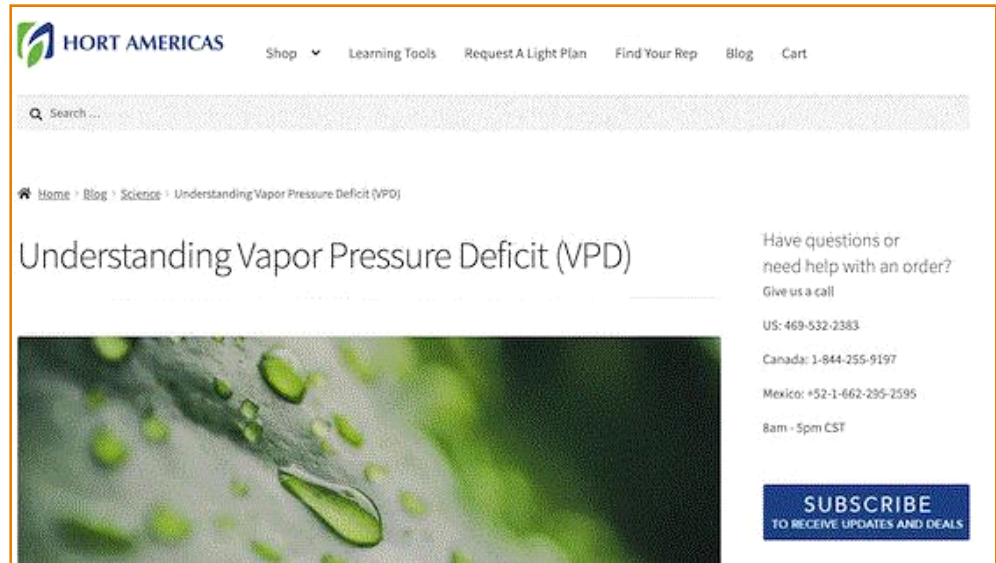 HORT AMERICAS
Shop Learning Tools Request A Light Plan Find Your Rep Blog Cart
Search ...
Home › Blog › Science › Understanding Vapor Pressure Deficit (VPD)
Understanding Vapor Pressure Deficit (VPD)
Have questions or
need help with an order?
Give us a call
US: 469-532-2383
Canada: 1-844-255-9197
Mexico: +52-1-662-295-2595
8am - 5pm CST
SUBSCRIBE
TO RECEIVE UPDATES AND DEALS